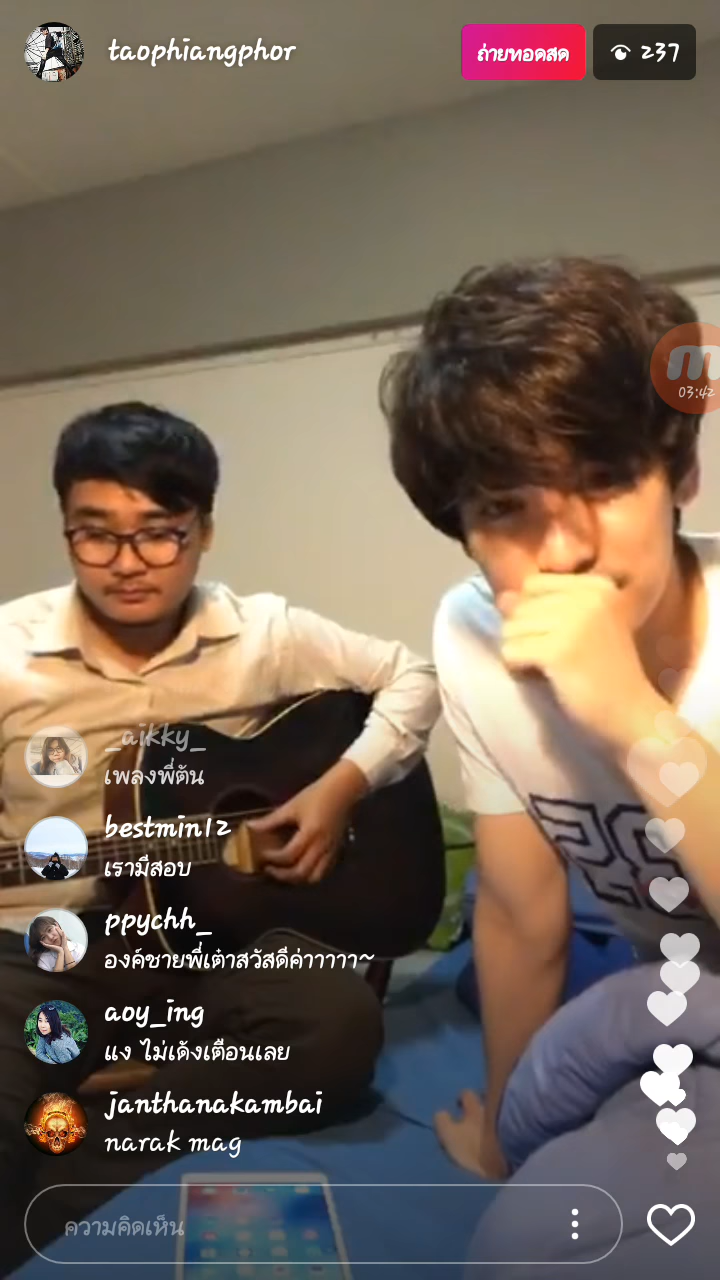 taophiangphor
ถ่ายทอดสด
237
03:42
_aikky_
เพลงพี่ต้น
bestmin12
เรามีสอบ
ppychh_
องค์ชายพี่เต๋าสวัสดีค่าาาาา~
aoy_ing
แง ไม่เด้งเตือนเลย
janthanakambai
narak mag
ความคิดเห็น